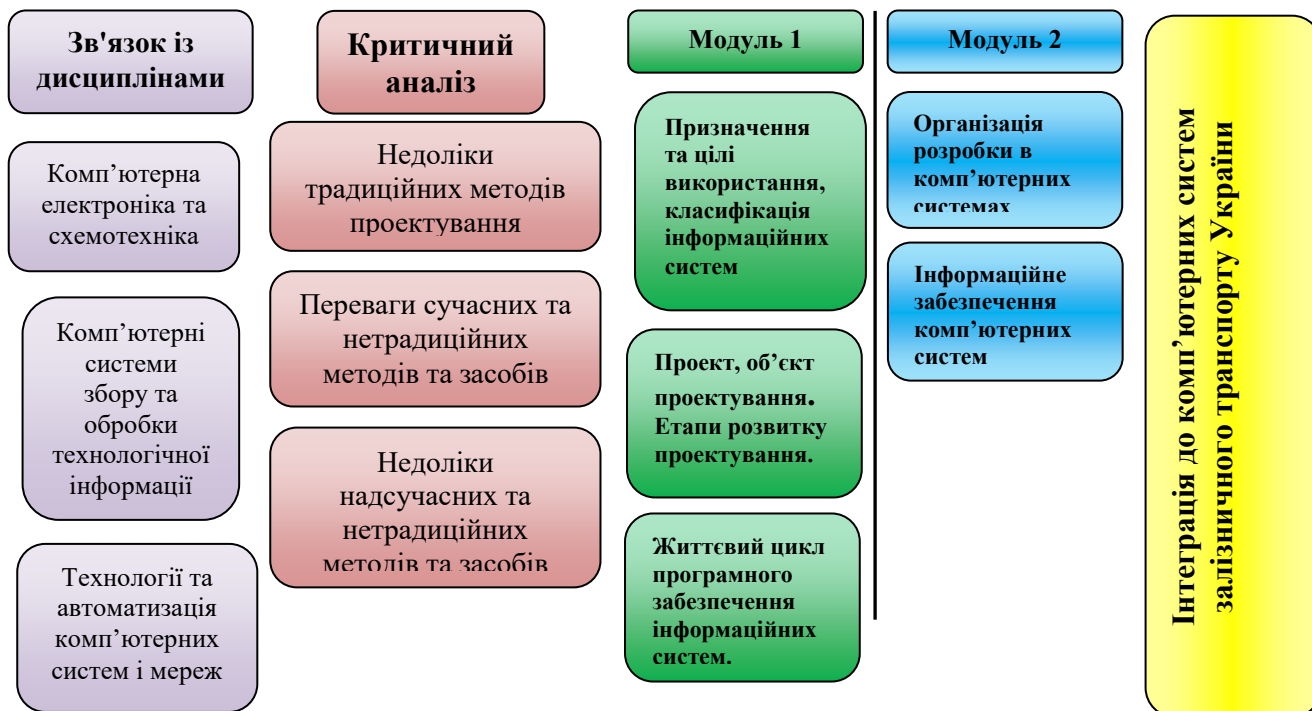 Зв'язок із
дисциплінами
Комп’ютерна
електроніка та
схемотехніка
Комп’ютерні
системи
збору та
обробки
технологічної
інформації
Технології та
автоматизація
комп’ютерних
систем і мереж
Критичний
аналіз
Недоліки
традиційних методів
проектування
Переваги сучасних та
нетрадиційних
методів та засобів
Недоліки
надсучасних та
нетрадиційних
методів та засобів
Модуль 1
Призначення
та цілі
використання,
класифікація
інформаційних
систем
Проект, об’єкт
проектування.
Етапи розвитку
проектування.
Життєвий цикл
програмного
забезпечення
інформаційних
систем.
Модуль 2
Організація
розробки в
комп’ютерних
системах
Інформаційне
забезпечення
комп’ютерних
систем
Інтеграція до комп’ютерних систем
залізничного транспорту України